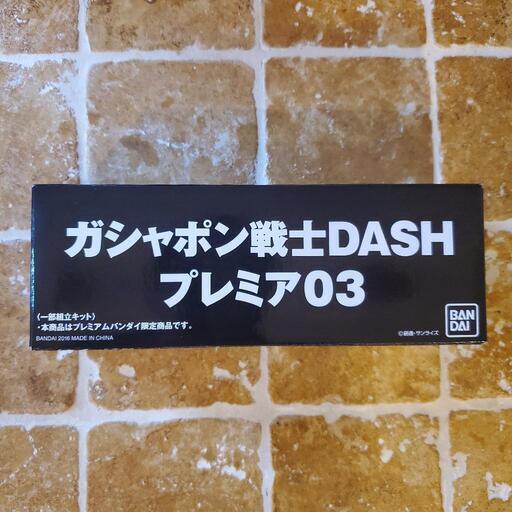 ガシャポン戦士DASH
プレミア03
〈一部組立キット〉
・本商品はプレミアムバンダイ限定商品です。
BANDAI 2016 MADE IN CHINA
©創通・サンライズ
BAN
DAI